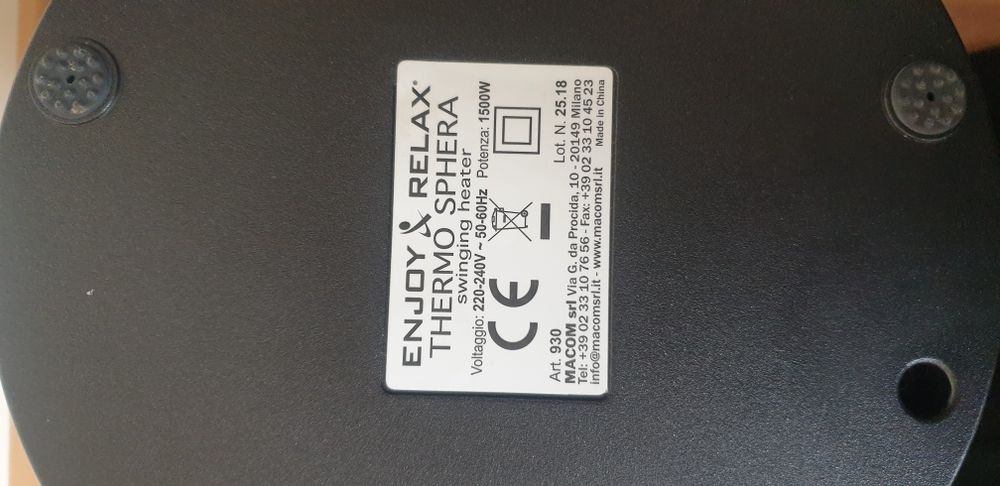 ENJOY RELAX®
THERMO SPHERA
swinging heater
Voltaggio: 220-240V ~ 50-60Hz Potenza: 1500W
CE
Art. 930 Lot. N. 25.18
MACOM srl Via G. da Procida, 10 - 20149 Milano
Tel: +39 02 33 10 76 56 - Fax: +39 02 33 10 45 23
info@macomsrl.it - www.macomsrl.it Made in China